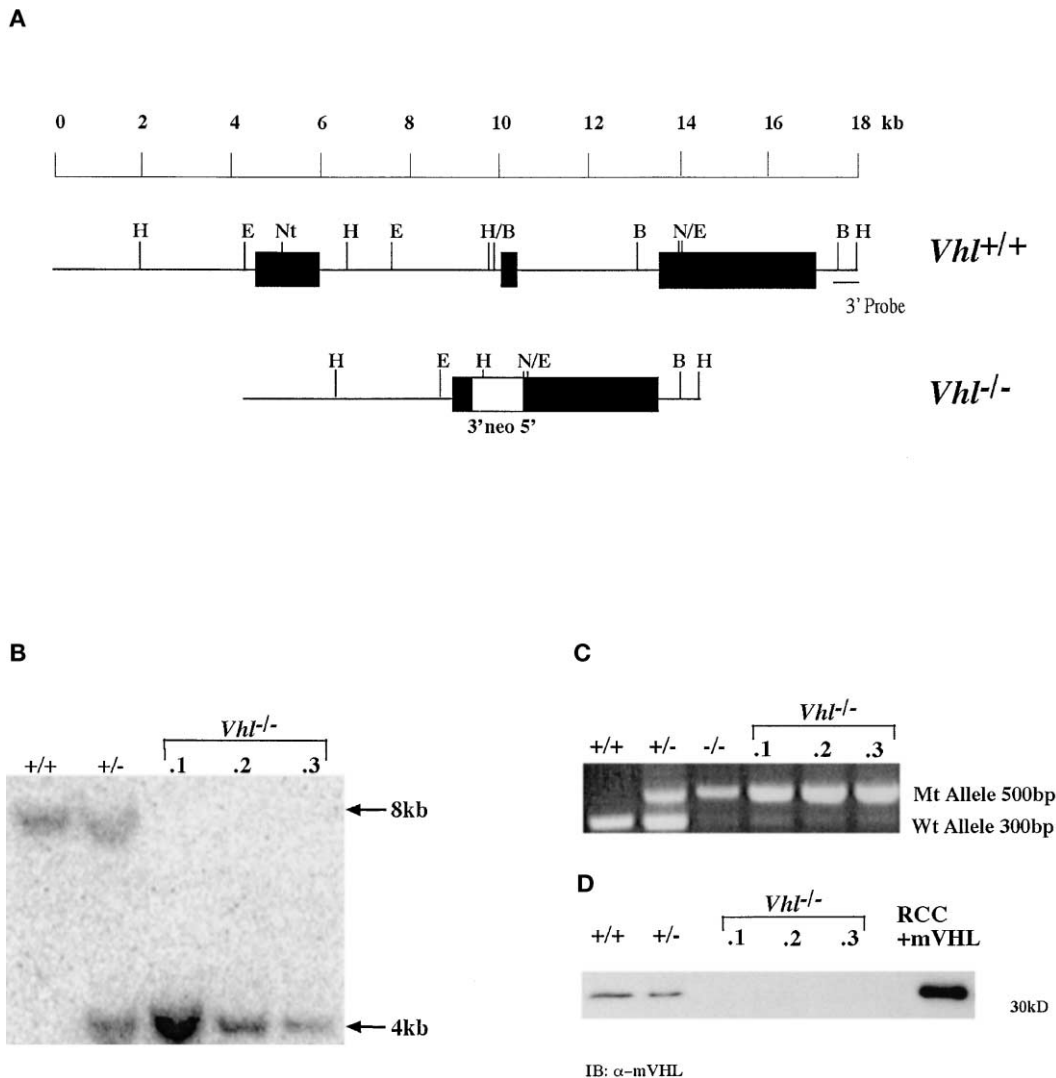 A
0 2 4 6 8 10 12 14 16 18 kb
H E Nt H E H/B B N/E B H
Vhl+/+
3' Probe
H E H N/E B H
Vhl-/-
3'neo 5'
B
Vhl-/-
+/+ +/- .1 .2 .3
8kb
4kb
C
Vhl-/-
+/+ +/- -/- .1 .2 .3
Mt Allele 500bp
Wt Allele 300bp
D
Vhl-/-
RCC
+/+ +/- .1 .2 .3 +mVHL
30kD
IB: α-mVHL